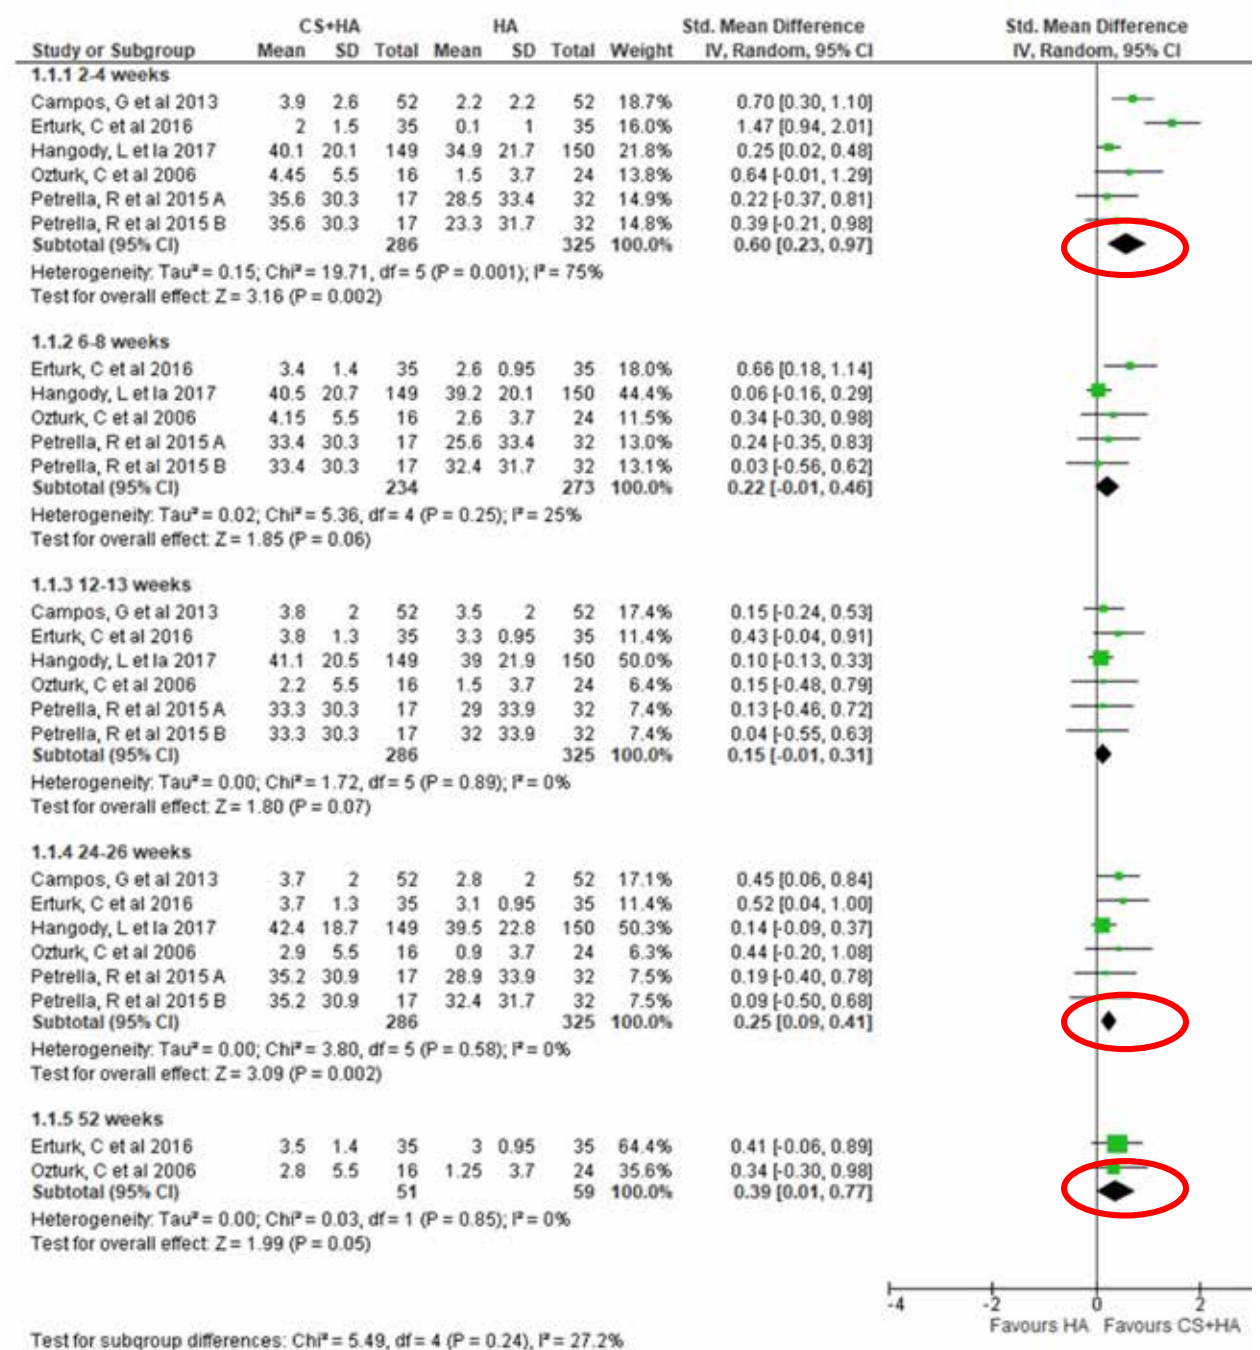 CS+HA HA Std. Mean Difference Std. Mean Difference
Study or Subgroup Mean SD Total Mean SD Total Weight IV, Random, 95% CI IV, Random, 95% CI
1.1.1 2-4 weeks
Campos, G et al 2013 3.9 2.6 52 2.2 2.2 52 18.7% 0.70 [0.30, 1.10]
Erturk, C et al 2016 2 1.5 35 0.1 1 35 16.0% 1.47 [0.94, 2.01]
Hangody, L et la 2017 40.1 20.1 149 34.9 21.7 150 21.8% 0.25 [0.02, 0.48]
Ozturk, C et al 2006 4.45 5.5 16 1.5 3.7 24 13.8% 0.64 [-0.01, 1.29]
Petrella, R et al 2015 A 35.6 30.3 17 28.5 33.4 32 14.9% 0.22 [-0.37, 0.81]
Petrella, R et al 2015 B 35.6 30.3 17 23.3 31.7 32 14.8% 0.39 [-0.21, 0.98]
Subtotal (95% CI) 286 325 100.0% 0.60 [0.23, 0.97]
Heterogeneity: Tau² = 0.15; Chi² = 19.71, df = 5 (P = 0.001); I² = 75%
Test for overall effect: Z = 3.16 (P = 0.002)
1.1.2 6-8 weeks
Erturk, C et al 2016 3.4 1.4 35 2.6 0.95 35 18.0% 0.66 [0.18, 1.14]
Hangody, L et la 2017 40.5 20.7 149 39.2 20.1 150 44.4% 0.06 [-0.16, 0.29]
Ozturk, C et al 2006 4.15 5.5 16 2.6 3.7 24 11.5% 0.34 [-0.30, 0.98]
Petrella, R et al 2015 A 33.4 30.3 17 25.6 33.4 32 13.0% 0.24 [-0.35, 0.83]
Petrella, R et al 2015 B 33.4 30.3 17 32.4 31.7 32 13.1% 0.03 [-0.56, 0.62]
Subtotal (95% CI) 234 273 100.0% 0.22 [-0.01, 0.46]
Heterogeneity: Tau² = 0.02; Chi² = 5.36, df = 4 (P = 0.25); I² = 25%
Test for overall effect: Z = 1.85 (P = 0.06)
1.1.3 12-13 weeks
Campos, G et al 2013 3.8 2 52 3.5 2 52 17.4% 0.15 [-0.24, 0.53]
Erturk, C et al 2016 3.8 1.3 35 3.3 0.95 35 11.4% 0.43 [-0.04, 0.91]
Hangody, L et la 2017 41.1 20.5 149 39 21.9 150 50.0% 0.10 [-0.13, 0.33]
Ozturk, C et al 2006 2.2 5.5 16 1.5 3.7 24 6.4% 0.15 [-0.48, 0.79]
Petrella, R et al 2015 A 33.3 30.3 17 29 33.9 32 7.4% 0.13 [-0.46, 0.72]
Petrella, R et al 2015 B 33.3 30.3 17 32 33.9 32 7.4% 0.04 [-0.55, 0.63]
Subtotal (95% CI) 286 325 100.0% 0.15 [-0.01, 0.31]
Heterogeneity: Tau² = 0.00; Chi² = 1.72, df = 5 (P = 0.89); I² = 0%
Test for overall effect: Z = 1.80 (P = 0.07)
1.1.4 24-26 weeks
Campos, G et al 2013 3.7 2 52 2.8 2 52 17.1% 0.45 [0.06, 0.84]
Erturk, C et al 2016 3.7 1.3 35 3.1 0.95 35 11.4% 0.52 [0.04, 1.00]
Hangody, L et la 2017 42.4 18.7 149 39.5 22.8 150 50.3% 0.14 [-0.09, 0.37]
Ozturk, C et al 2006 2.9 5.5 16 0.9 3.7 24 6.3% 0.44 [-0.20, 1.08]
Petrella, R et al 2015 A 35.2 30.9 17 28.9 33.9 32 7.5% 0.19 [-0.40, 0.78]
Petrella, R et al 2015 B 35.2 30.9 17 32.4 31.7 32 7.5% 0.09 [-0.50, 0.68]
Subtotal (95% CI) 286 325 100.0% 0.25 [0.09, 0.41]
Heterogeneity: Tau² = 0.00; Chi² = 3.80, df = 5 (P = 0.58); I² = 0%
Test for overall effect: Z = 3.09 (P = 0.002)
1.1.5 52 weeks
Erturk, C et al 2016 3.5 1.4 35 3 0.95 35 64.4% 0.41 [-0.06, 0.89]
Ozturk, C et al 2006 2.8 5.5 16 1.25 3.7 24 35.6% 0.34 [-0.30, 0.98]
Subtotal (95% CI) 51 59 100.0% 0.39 [0.01, 0.77]
Heterogeneity: Tau² = 0.00; Chi² = 0.03, df = 1 (P = 0.85); I² = 0%
Test for overall effect: Z = 1.99 (P = 0.05)
-4 -2 0 2
Favours HA Favours CS+HA
Test for subgroup differences: Chi² = 5.49, df = 4 (P = 0.24), I² = 27.2%